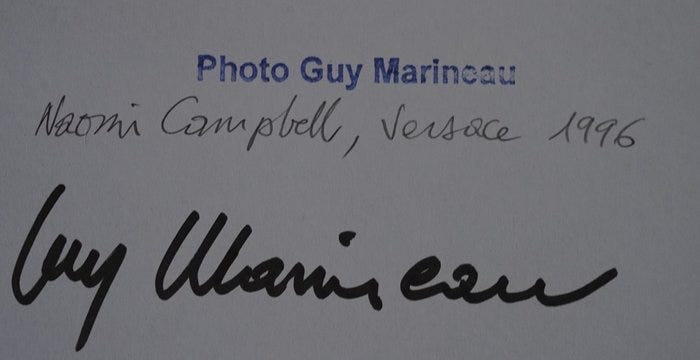 Photo Guy Marineau
Naomi Campbell, Versace 1996
Guy Marineau